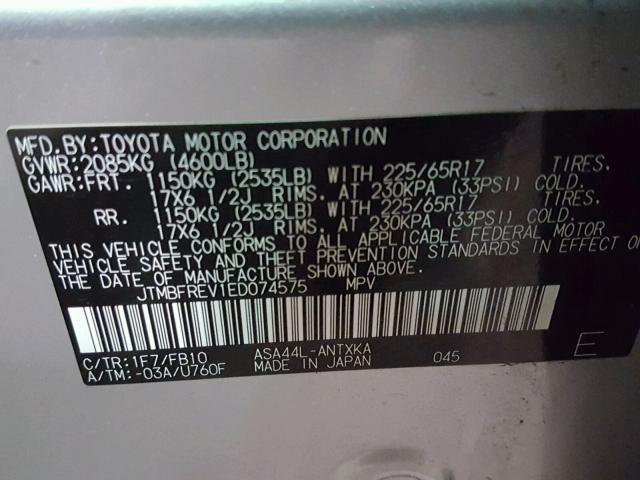 MFD.BY:TOYOTA MOTOR CORPORATION
GVWR:2085KG (4600LB)
GAWR:FRT. 1150KG (2535LB) WITH 225/65R17 TIRES.
17X6 1/2J RIMS. AT 230KPA (33PSI) COLD.
RR. 1150KG (2535LB) WITH 225/65R17 TIRES.
17X6 1/2J RIMS. AT 230KPA (33PSI) COLD.
THIS VEHICLE CONFORMS TO ALL APPLICABLE FEDERAL MOTOR
VEHICLE SAFETY AND THEFT PREVENTION STANDARDS IN EFFECT ON
THE DATE OF MANUFACTURE SHOWN ABOVE.
JTMBFREV1ED074575 MPV
C/TR:1F7/FB10 ASA44L-ANTXKA 045 E
A/TM:-03A/U760F MADE IN JAPAN